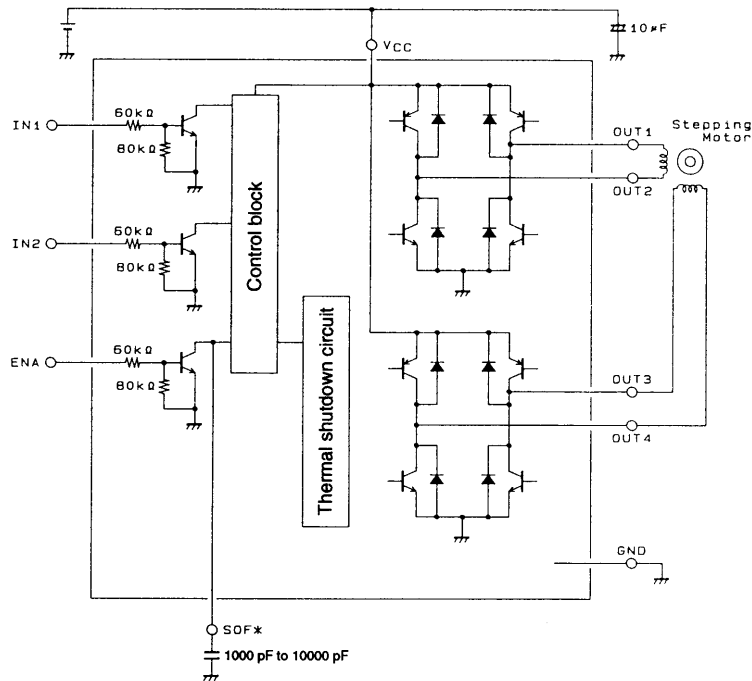 10µF
VCC
IN1
60kΩ
80kΩ
IN2
60kΩ
80kΩ
ENA
60kΩ
80kΩ
Control block
Thermal shutdown circuit
OUT1
OUT2
Stepping
Motor
OUT3
OUT4
GND
SOF*
1000 pF to 10000 pF